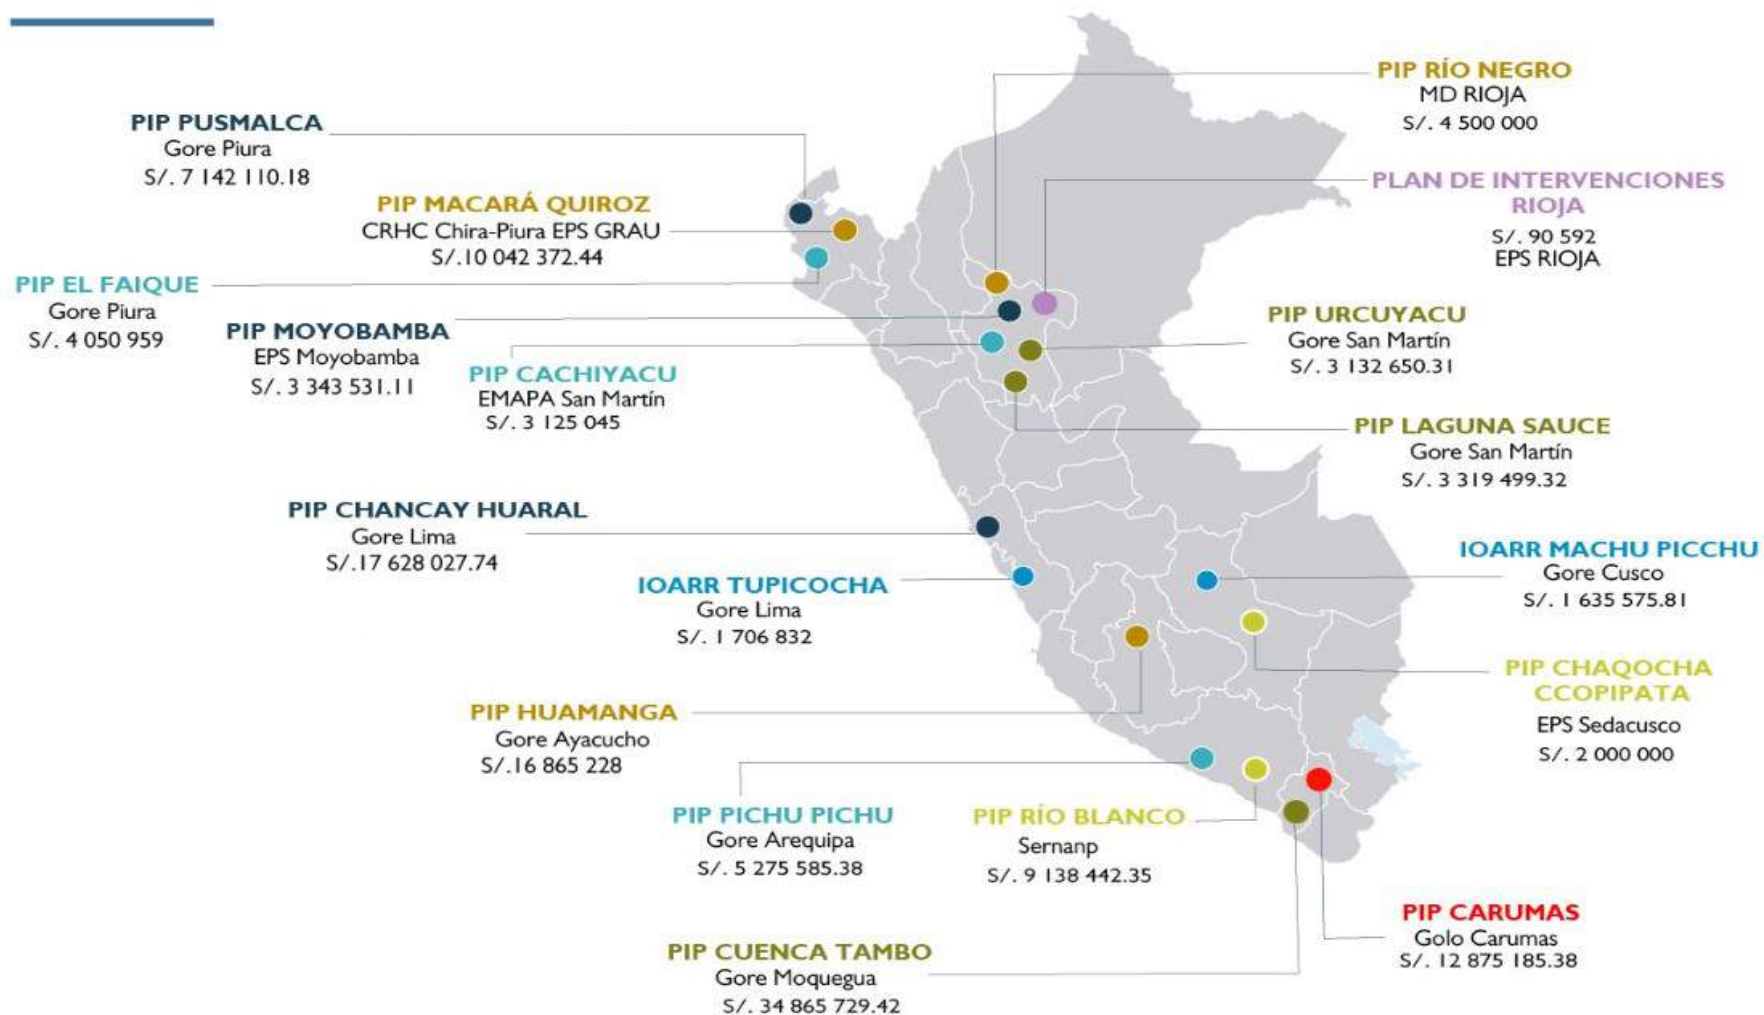 PIP RÍO NEGRO
MD RIOJA
S/. 4 500 000
PIP PUSMALCA
Gore Piura
S/. 7 142 110.18
PLAN DE INTERVENCIONES
RIOJA
S/. 90 592
EPS RIOJA
PIP MACARÁ QUIROZ
CRHC Chira-Piura EPS GRAU
S/.10 042 372.44
PIP EL FAIQUE
Gore Piura
S/. 4 050 959
PIP MOYOBAMBA
EPS Moyobamba
S/. 3 343 531.11
PIP URCUYACU
Gore San Martín
S/. 3 132 650.31
PIP CACHIYACU
EMAPA San Martín
S/. 3 125 045
PIP LAGUNA SAUCE
Gore San Martín
S/. 3 319 499.32
PIP CHANCAY HUARAL
Gore Lima
S/.17 628 027.74
IOARR MACHU PICCHU
Gore Cusco
S/. 1 635 575.81
IOARR TUPICOCHA
Gore Lima
S/. 1 706 832
PIP CHAQOCHA
CCOPIPATA
EPS Sedacusco
S/. 2 000 000
PIP HUAMANGA
Gore Ayacucho
S/.16 865 228
PIP PICHU PICHU
Gore Arequipa
S/. 5 275 585.38
PIP RÍO BLANCO
Sernanp
S/. 9 138 442.35
PIP CARUMAS
Golo Carumas
S/. 12 875 185.38
PIP CUENCA TAMBO
Gore Moquegua
S/. 34 865 729.42